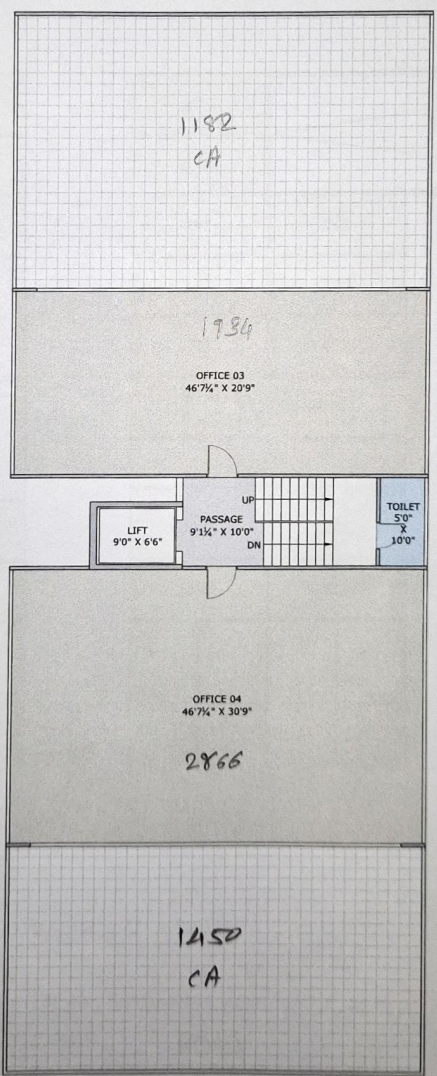 1182
CA
1934
OFFICE 03
46'7¼" X 20'9"
UP
PASSAGE
9'1¼" X 10'0"
DN
LIFT
9'0" X 6'6"
TOILET
5'0"
X
10'0"
OFFICE 04
46'7¼" X 30'9"
2866
1450
CA